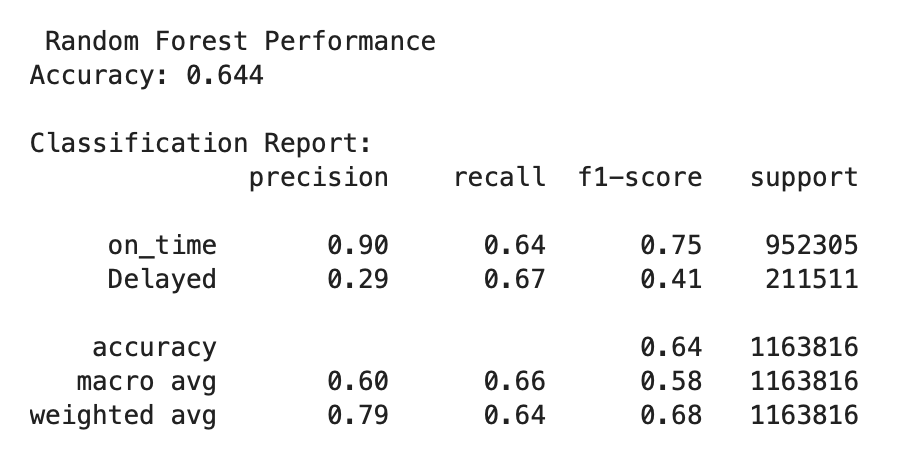 Random Forest Performance
Accuracy: 0.644
Classification Report:
precision recall f1-score support
on_time 0.90 0.64 0.75 952305
Delayed 0.29 0.67 0.41 211511
accuracy 0.64 1163816
macro avg 0.60 0.66 0.58 1163816
weighted avg 0.79 0.64 0.68 1163816